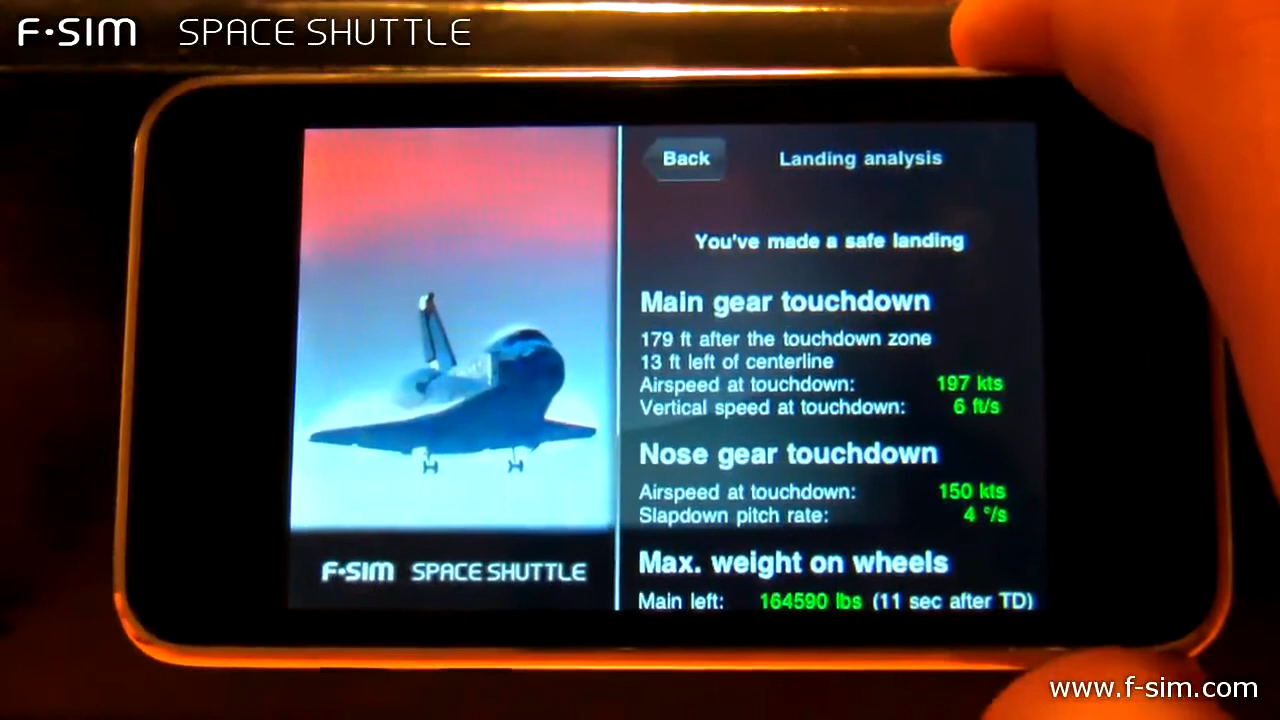 F-SIM SPACE SHUTTLE
Back
Landing analysis
You've made a safe landing
Main gear touchdown
179 ft after the touchdown zone
13 ft left of centerline
Airspeed at touchdown: 197 kts
Vertical speed at touchdown: 6 ft/s
Nose gear touchdown
Airspeed at touchdown: 150 kts
Slapdown pitch rate: 4 °/s
Max. weight on wheels
Main left: 164590 lbs (11 sec after TD)
F-SIM SPACE SHUTTLE
www.f-sim.com